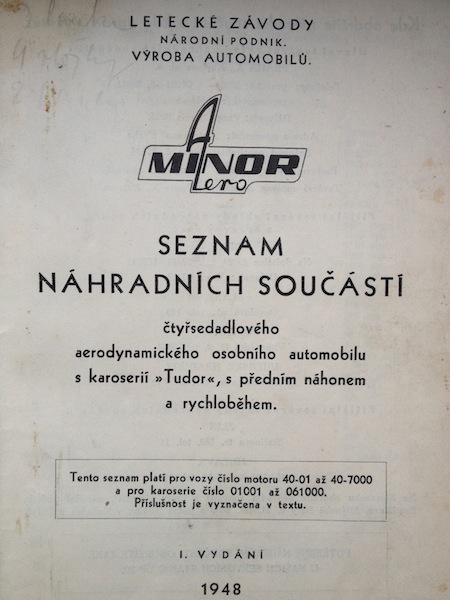 LETECKÉ ZÁVODY
NÁRODNÍ PODNIK.
VÝROBA AUTOMOBILŮ.
MINOR
Aero
SEZNAM
NÁHRADNÍCH SOUČÁSTÍ
čtyřsedadlového
aerodynamického osobního automobilu
s karoserií »Tudor«, s předním náhonem
a rychloběhem.
Tento seznam platí pro vozy číslo motoru 40-01 až 40-7000
a pro karoserie číslo 01001 až 061000.
Příslušnost je vyznačena v textu.
I. VYDÁNÍ
1948